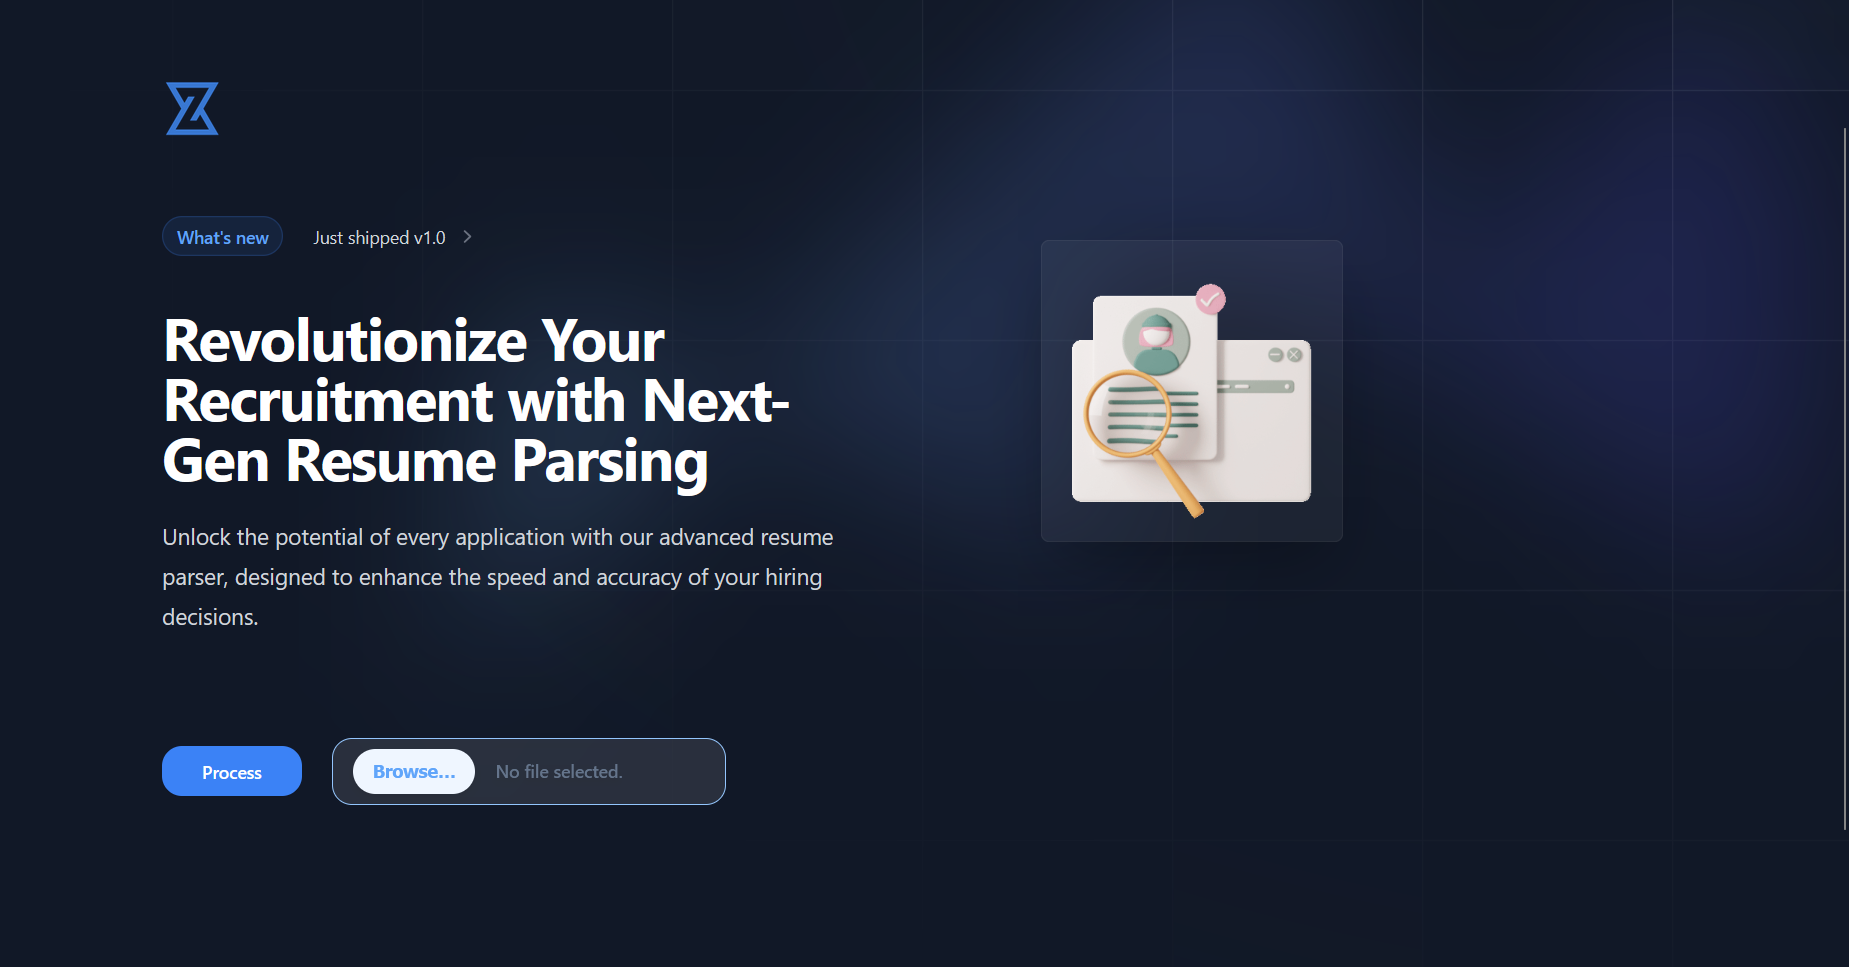 What's new
Just shipped v1.0
Revolutionize Your
Recruitment with Next-
Gen Resume Parsing
Unlock the potential of every application with our advanced resume
parser, designed to enhance the speed and accuracy of your hiring
decisions.
Process
Browse...
No file selected.